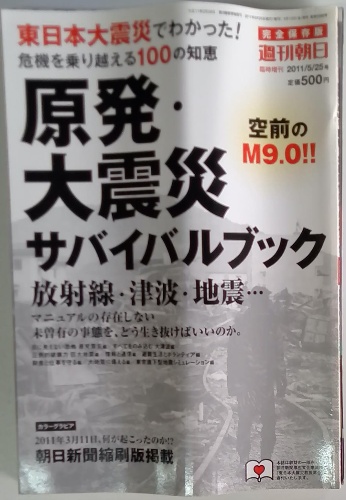 東日本大震災でわかった!
危機を乗り越える100の知恵
完全保存版
週刊朝日
臨時増刊 2011/5/25号
定価500円
原発・
大震災
サバイバルブック
空前の
M9.0!!
放射線・津波・地震…
マニュアルの存在しない
未曽有の事態を、どう生き抜けばいいのか。
カラーグラビア
2011年3月11日、何が起こったのか!?
朝日新聞縮刷版掲載